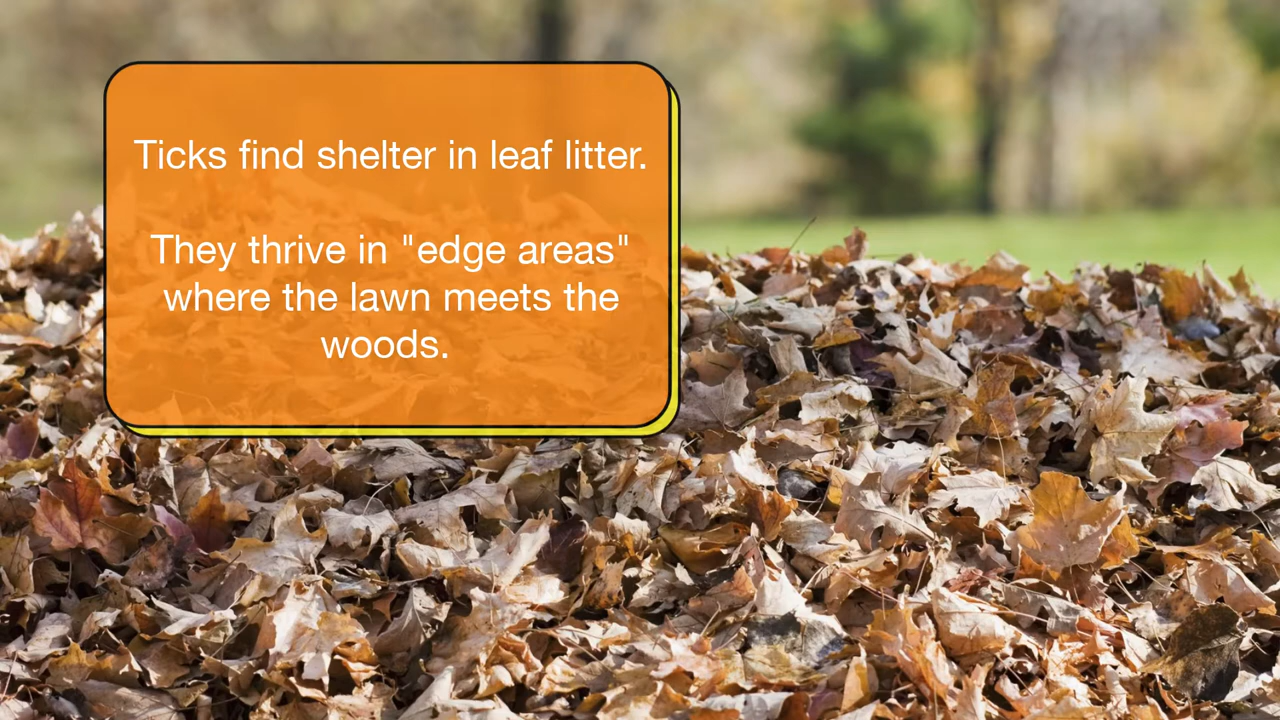 Ticks find shelter in leaf litter.
They thrive in "edge areas"
where the lawn meets the
woods.